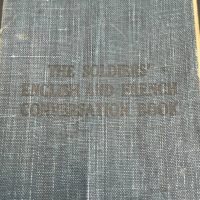 THE SOLDIERS'
ENGLISH AND FRENCH
CONVERSATION BOOK